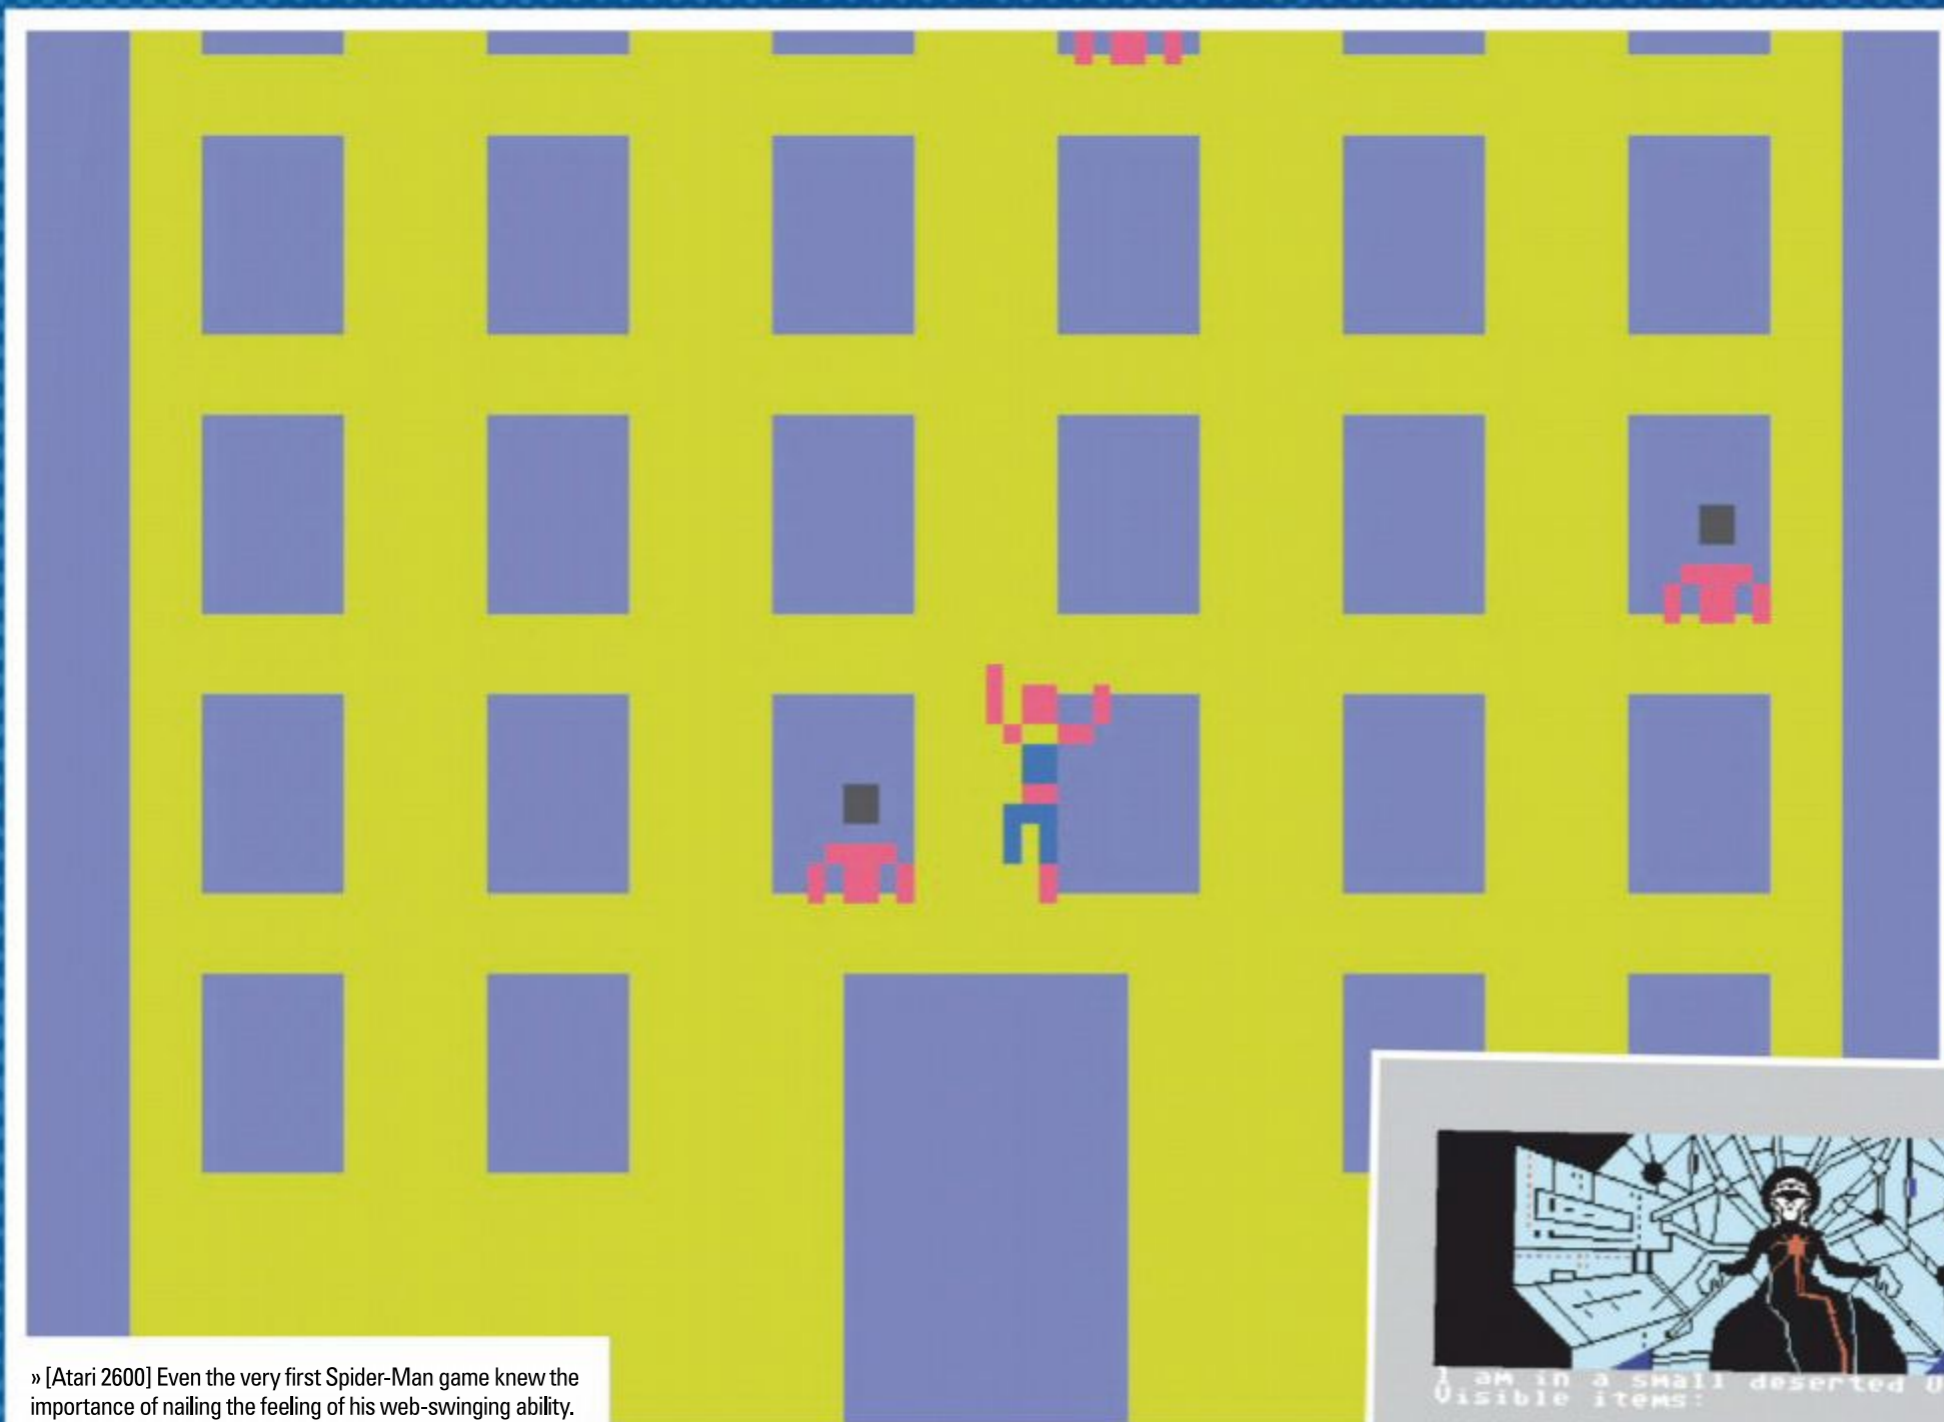 » [Atari 2600] Even the very first Spider-Man game knew the
importance of nailing the feeling of his web-swinging ability.
I am in a small deserted
Visible items: